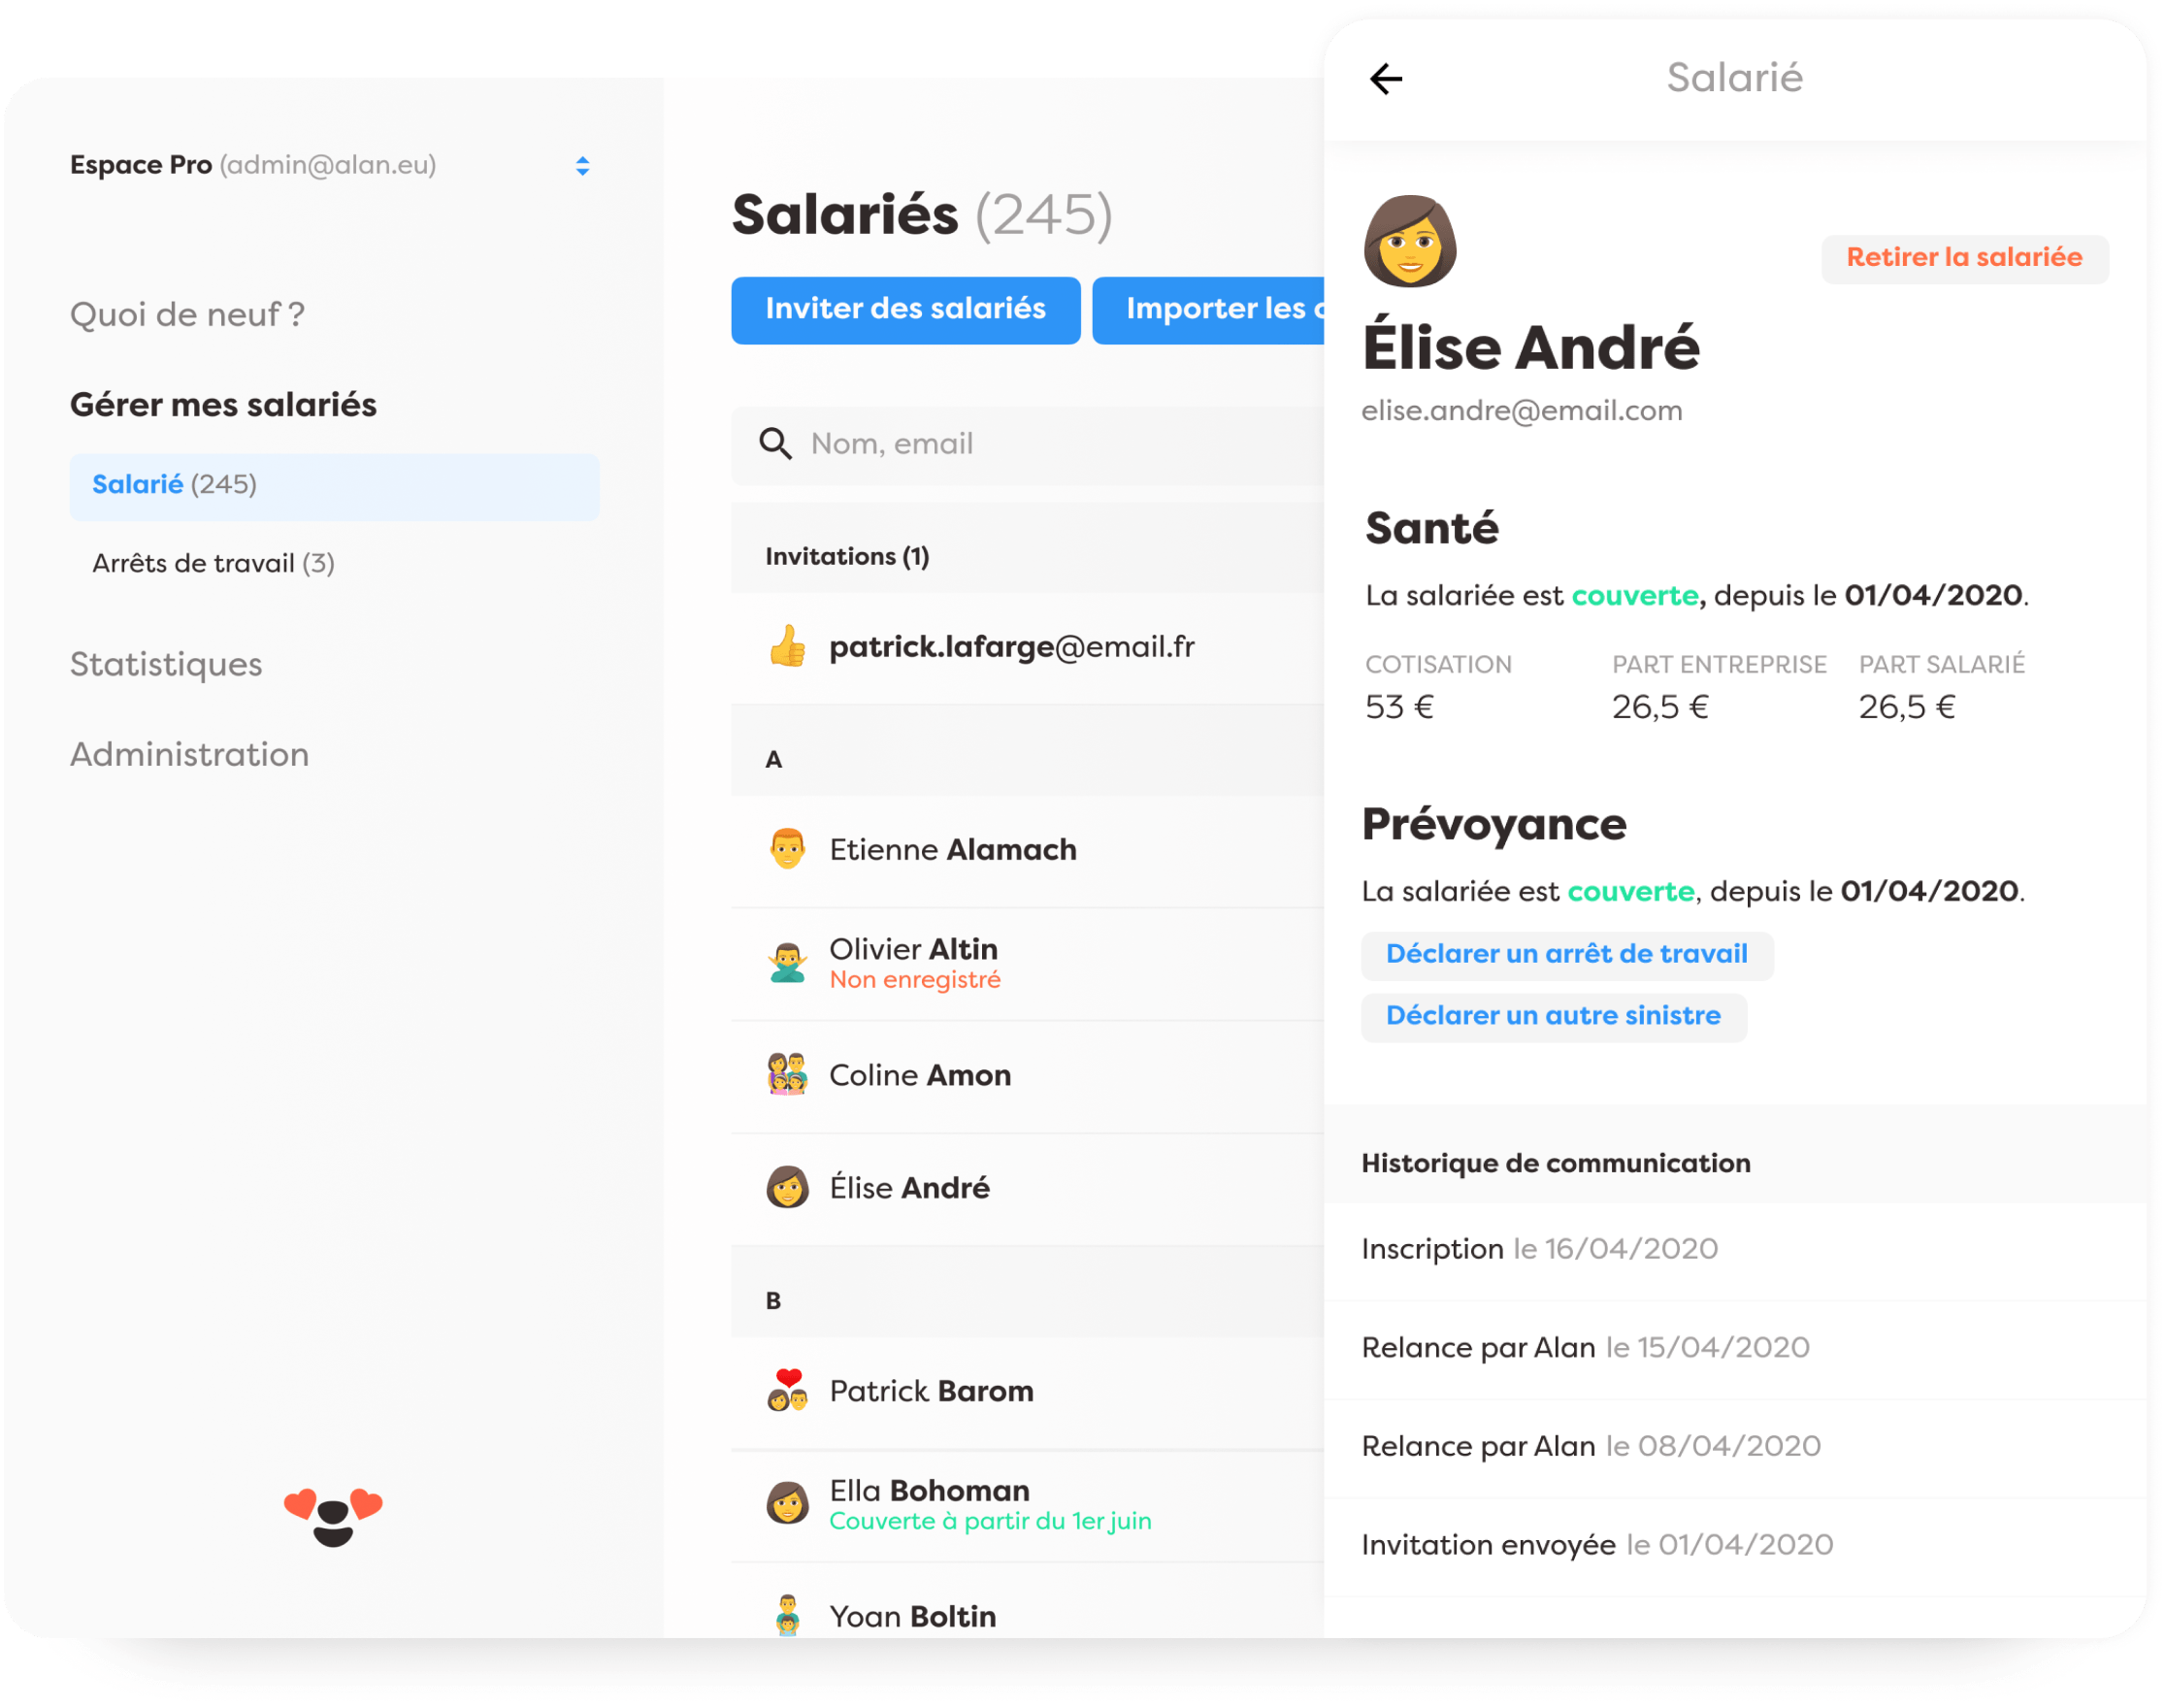 Espace Pro (admin@alan.eu)
Quoi de neuf ?
Gérer mes salariés
Salarié (245)
Arrêts de travail (3)
Statistiques
Administration
Salariés (245)
Inviter des salariés
Importer les
Nom, email
Invitations (1)
patrick.lafarge@email.fr
A
Etienne Alamach
Olivier Altin
Non enregistré
Coline Amon
Élise André
B
Patrick Barom
Ella Bohoman
Couverte à partir du 1er juin
Yoan Boltin
Salarié
Retirer la salariée
Élise André
elise.andre@email.com
Santé
La salariée est couverte, depuis le 01/04/2020.
COTISATION PART ENTREPRISE PART SALARIÉ
53 € 26,5 € 26,5 €
Prévoyance
La salariée est couverte, depuis le 01/04/2020.
Déclarer un arrêt de travail
Déclarer un autre sinistre
Historique de communication
Inscription le 16/04/2020
Relance par Alan le 15/04/2020
Relance par Alan le 08/04/2020
Invitation envoyée le 01/04/2020